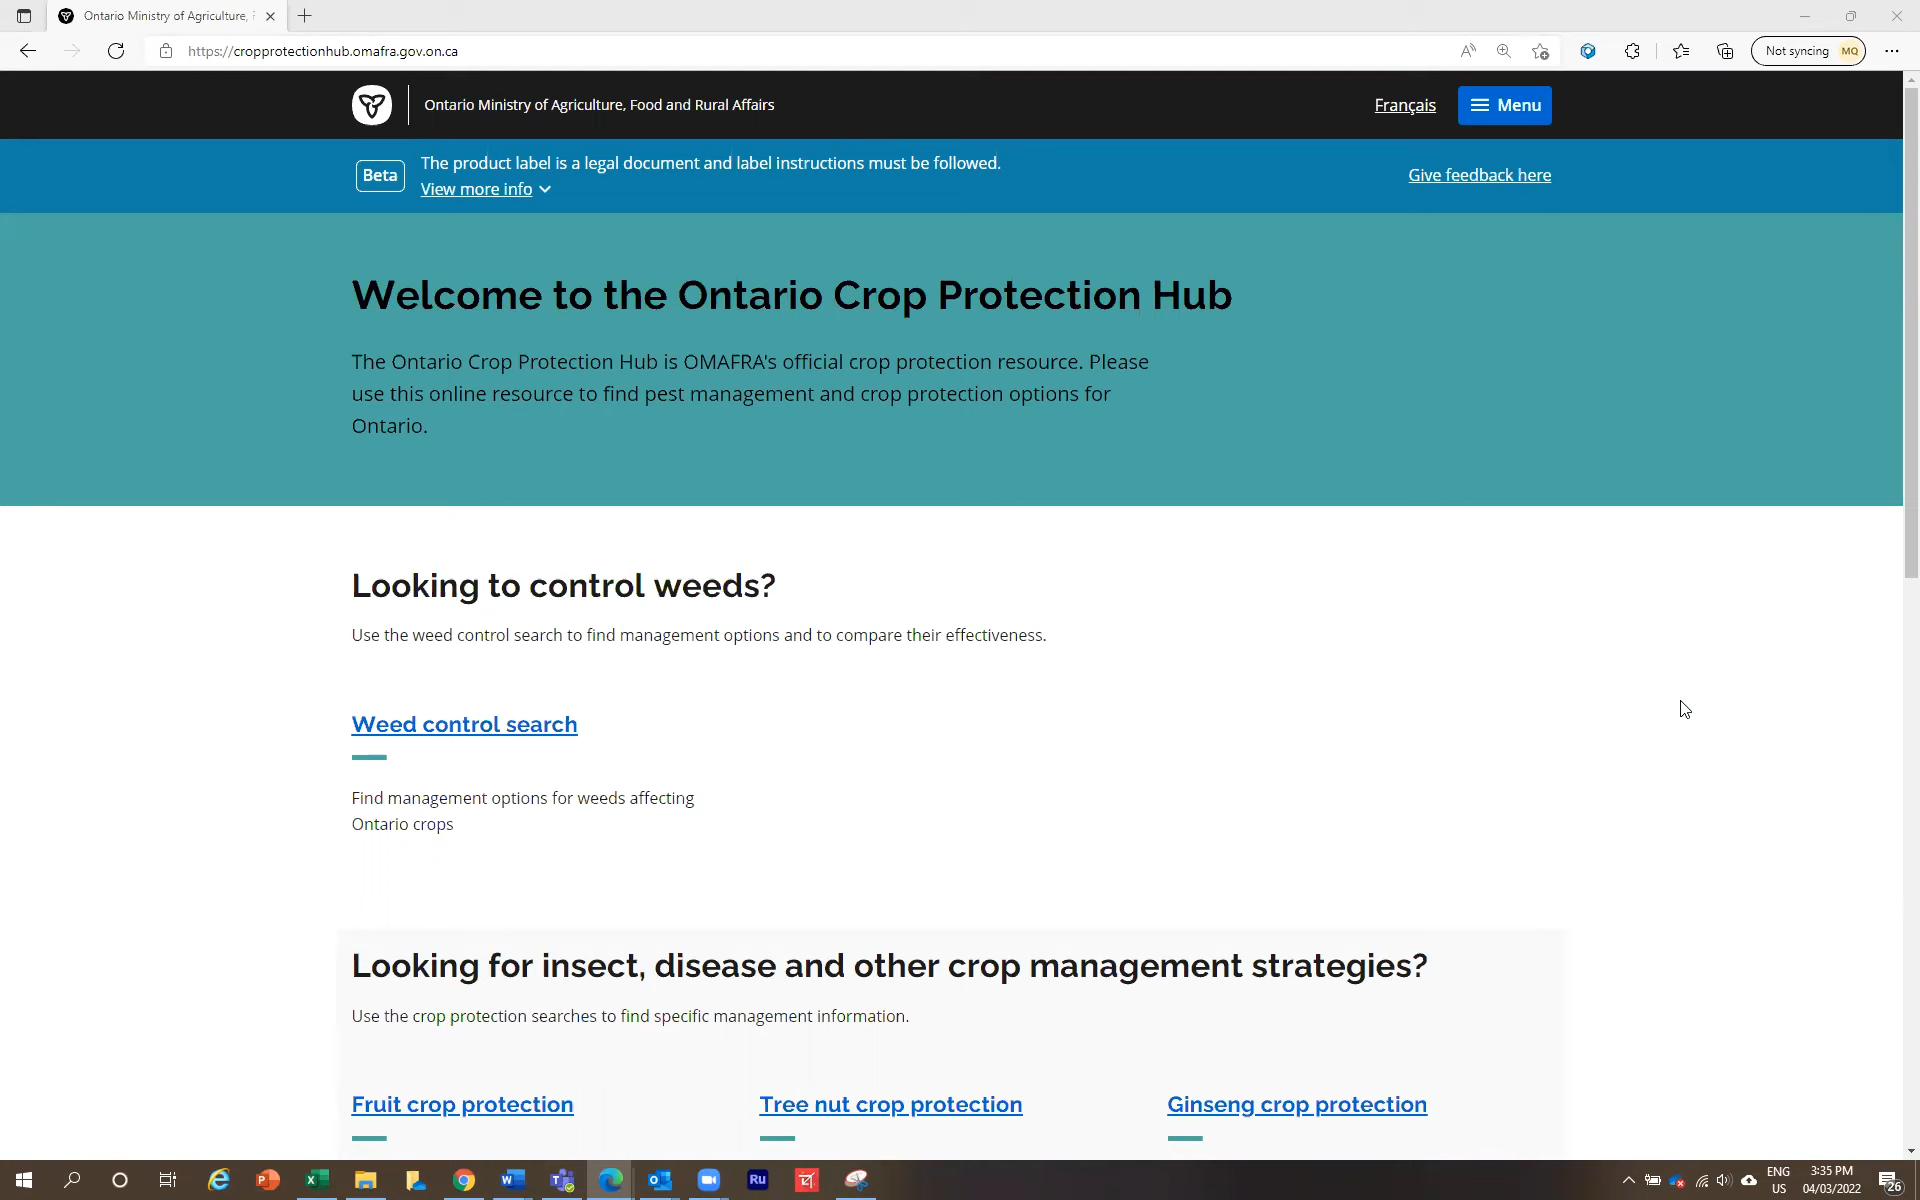 Ontario Ministry of Agriculture, F
https://cropprotectionhub.omafra.gov.on.ca
Not syncing MQ
Ontario Ministry of Agriculture, Food and Rural Affairs
Français
Menu
Beta
The product label is a legal document and label instructions must be followed.
View more info
Give feedback here
Welcome to the Ontario Crop Protection Hub
The Ontario Crop Protection Hub is OMAFRA's official crop protection resource. Please
use this online resource to find pest management and crop protection options for
Ontario.
Looking to control weeds?
Use the weed control search to find management options and to compare their effectiveness.
Weed control search
Find management options for weeds affecting
Ontario crops
Looking for insect, disease and other crop management strategies?
Use the crop protection searches to find specific management information.
Fruit crop protection
Tree nut crop protection
Ginseng crop protection
Ru
ENG
US
3:35 PM
04/03/2022
26